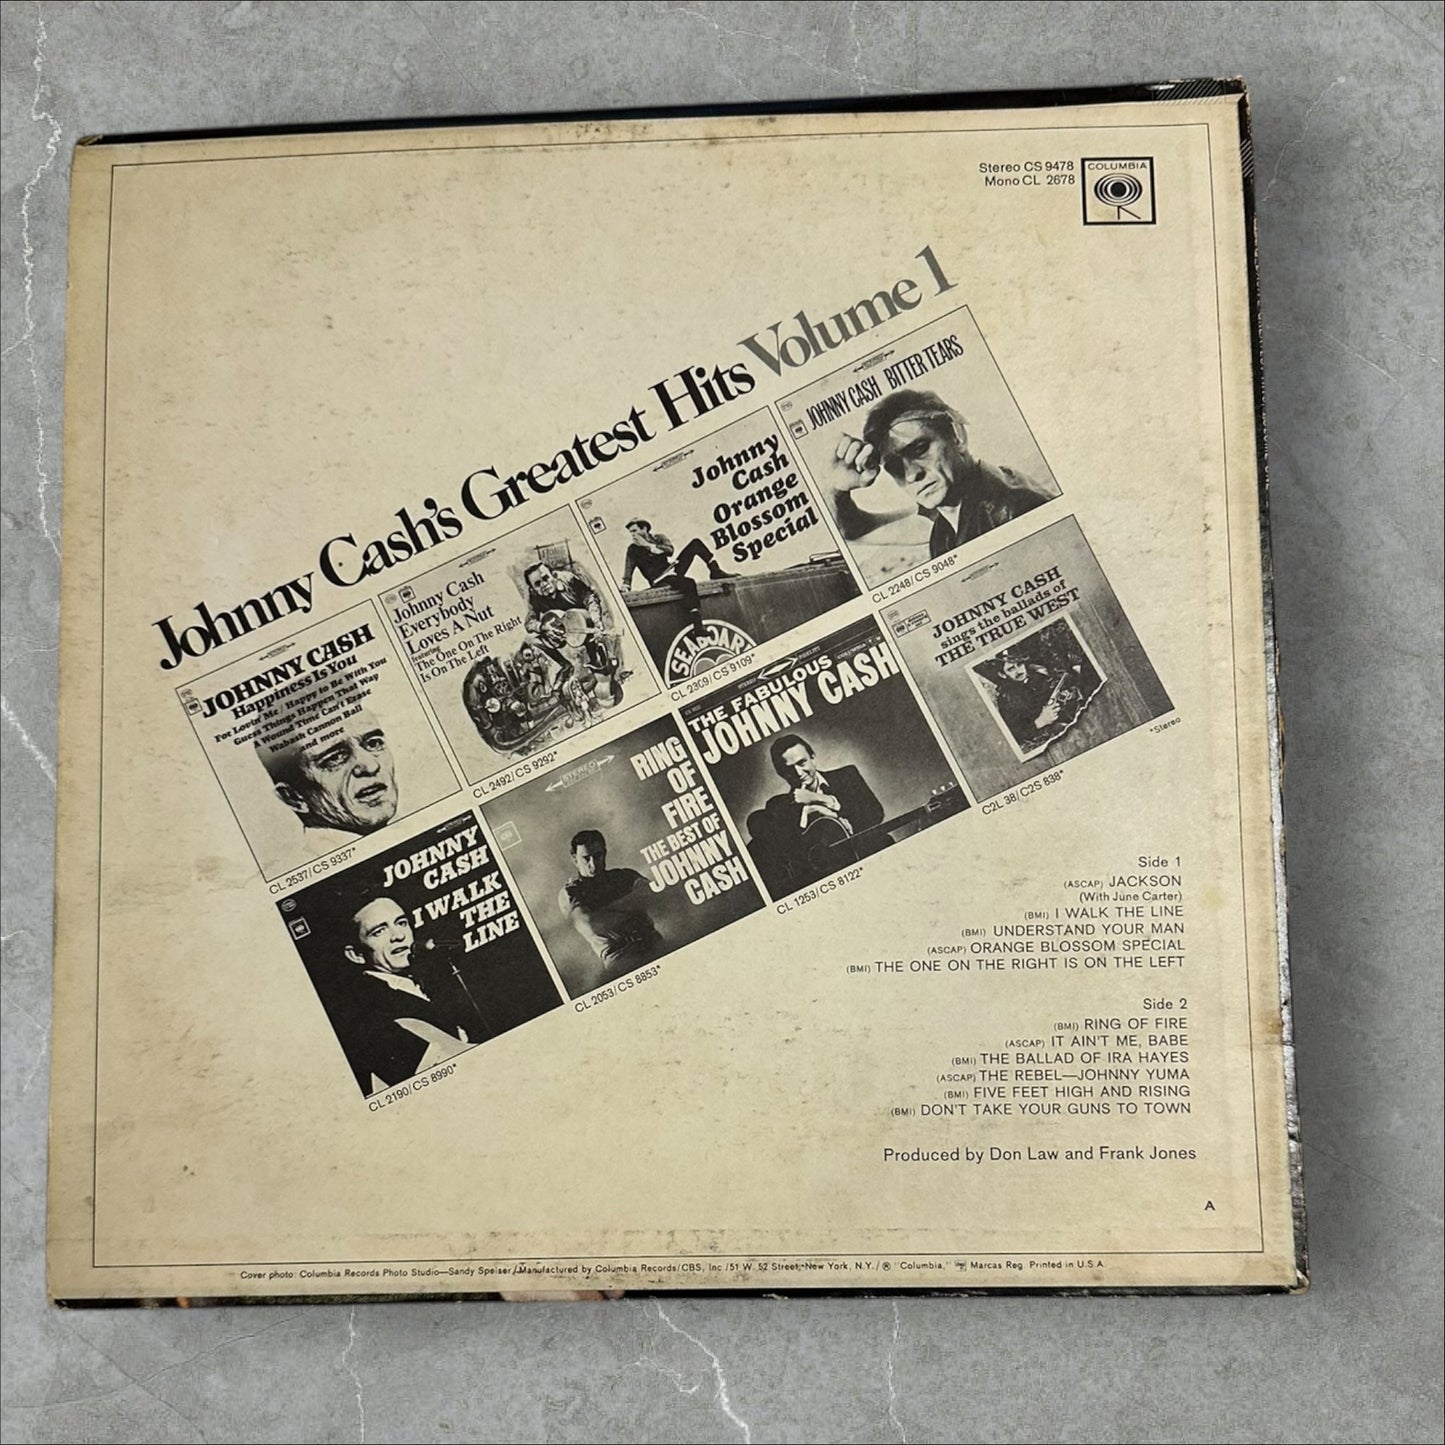 Stereo CS 9478
Mono CL 2678
COLUMBIA
Johnny Cash's Greatest Hits Volume 1
JOHNNY CASH
Happiness Is You
For Lovin' Me / Happy to Be With You
Guess Things Happen That Way
A Wound Time Can't Erase
Wabash Cannon Ball
and more
CL 2537/CS 9337*
Johnny Cash
Everybody
Loves A Nut
featuring
The One On The Right
Is On The Left
CL 2492/CS 9292*
Johnny
Cash
Orange
Blossom
Special
CL 2309/CS 9109*
JOHNNY CASH BITTER TEARS
CL 2248/CS 9048*
JOHNNY
CASH
I WALK
THE
LINE
CL 2190/CS 8990*
STEREO
RING
OF
FIRE
THE BEST OF
JOHNNY
CASH
CL 2053/CS 8853*
THE FABULOUS
JOHNNY CASH
CL 1253/CS 8122*
JOHNNY CASH
sings the ballads of
THE TRUE WEST
C2L 38/C2S 838*
*Stereo
Side 1
(ASCAP) JACKSON
(With June Carter)
(BMI) I WALK THE LINE
(BMI) UNDERSTAND YOUR MAN
(ASCAP) ORANGE BLOSSOM SPECIAL
(BMI) THE ONE ON THE RIGHT IS ON THE LEFT
Side 2
(BMI) RING OF FIRE
(ASCAP) IT AIN'T ME, BABE
(BMI) THE BALLAD OF IRA HAYES
(ASCAP) THE REBEL—JOHNNY YUMA
(BMI) FIVE FEET HIGH AND RISING
(BMI) DON'T TAKE YOUR GUNS TO TOWN
Produced by Don Law and Frank Jones
A
Cover photo: Columbia Records Photo Studio—Sandy Speiser/Manufactured by Columbia Records/CBS, Inc./51 W. 52 Street, New York, N.Y./® "Columbia," Marcas Reg. Printed in U.S.A.